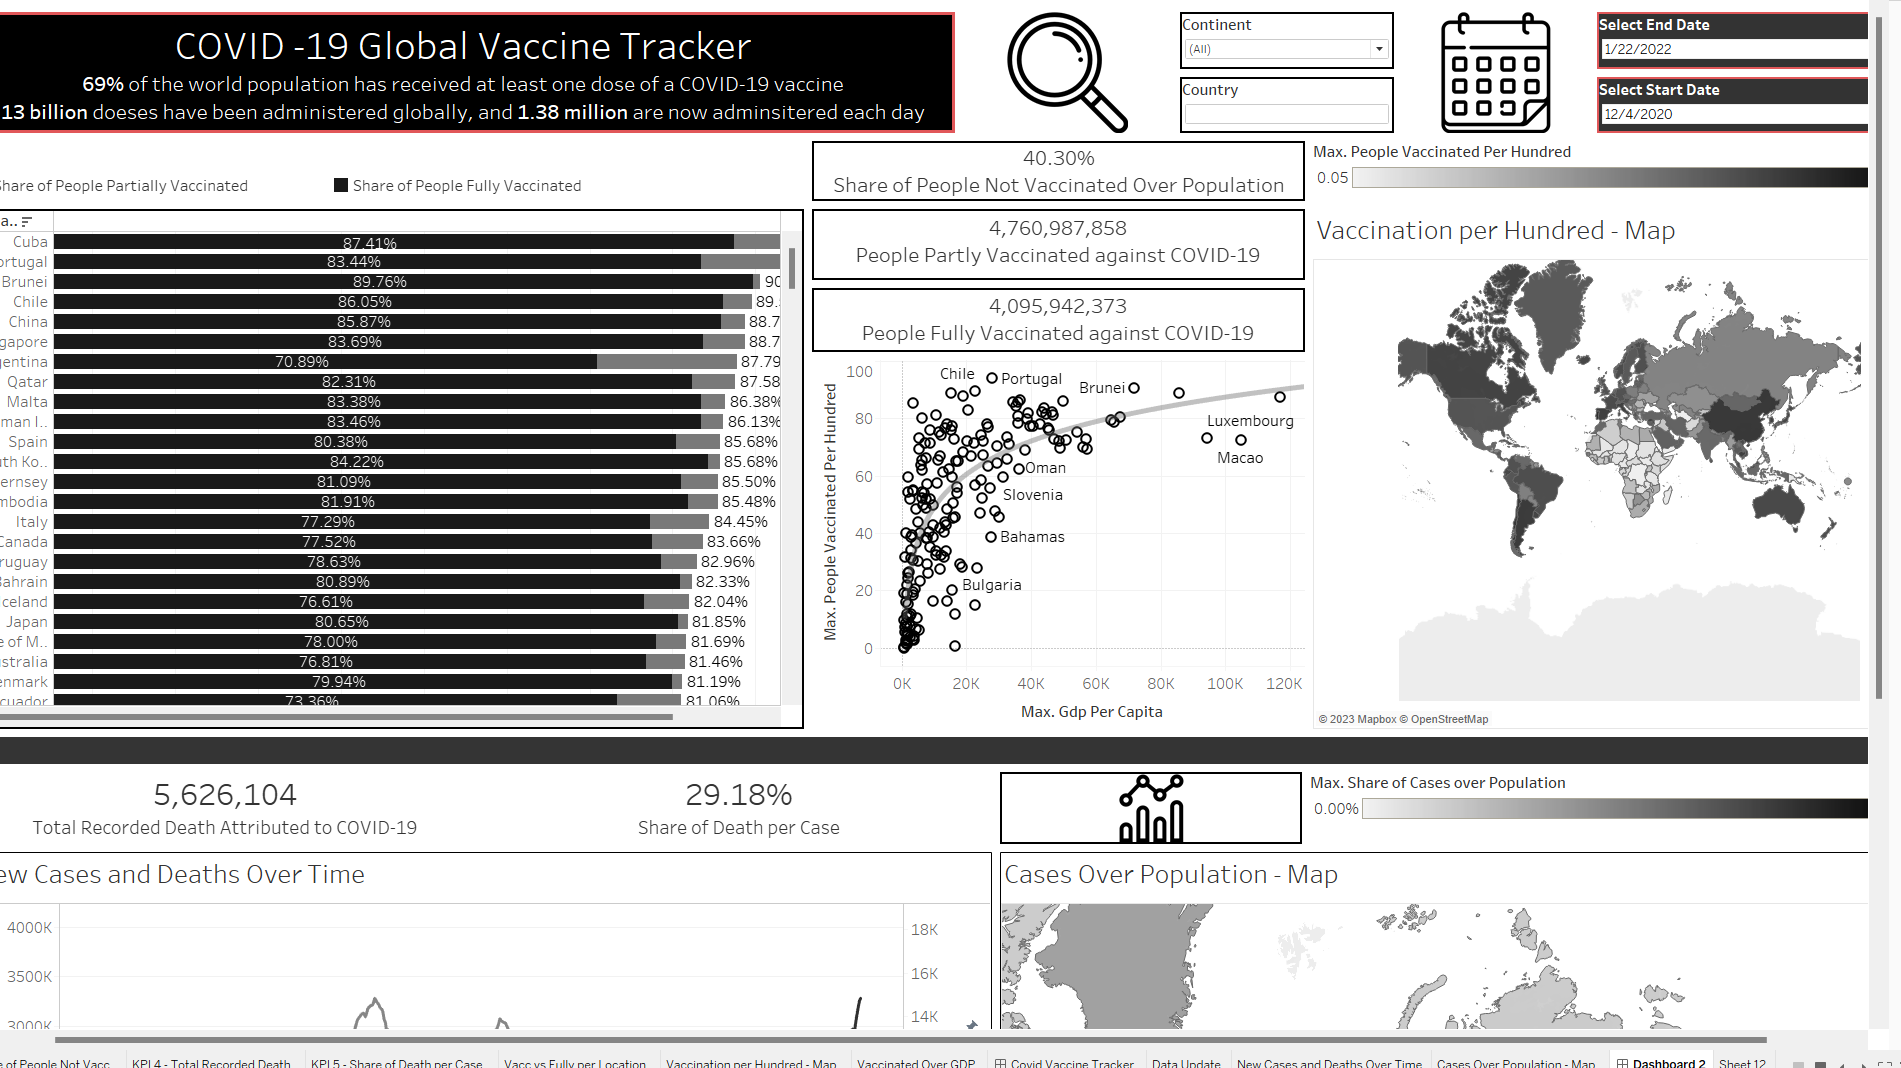 COVID -19 Global Vaccine Tracker
69% of the world population has received at least one dose of a COVID-19 vaccine
13 billion doeses have been administered globally, and 1.38 million are now adminsitered each day
Continent
(All)
Country
Select End Date
1/22/2022
Select Start Date
12/4/2020
hare of People Partially Vaccinated
Share of People Fully Vaccinated
a..
Cuba 87.41%
ortugal 83.44%
Brunei 89.76% 90
Chile 86.05% 89.
China 85.87% 88.7
gapore 83.69% 88.7
gentina 70.89% 87.79
Qatar 82.31% 87.58
Malta 83.38% 86.38%
man I.. 83.46% 86.13%
Spain 80.38% 85.68%
uth Ko.. 84.22% 85.68%
ernsey 81.09% 85.50%
mbodia 81.91% 85.48%
Italy 77.29% 84.45%
Canada 77.52% 83.66%
ruguay 78.63% 82.96%
Bahrain 80.89% 82.33%
celand 76.61% 82.04%
Japan 80.65% 81.85%
e of M.. 78.00% 81.69%
stralia 76.81% 81.46%
enmark 79.94% 81.19%
cuador 73.36% 81.06%
40.30%
Share of People Not Vaccinated Over Population
4,760,987,858
People Partly Vaccinated against COVID-19
4,095,942,373
People Fully Vaccinated against COVID-19
Max. People Vaccinated Per Hundred
100
80
60
40
20
0
Chile
Portugal
Brunei
Luxembourg
Macao
Oman
Slovenia
Bahamas
Bulgaria
0K 20K 40K 60K 80K 100K 120K
Max. Gdp Per Capita
Max. People Vaccinated Per Hundred
0.05
Vaccination per Hundred - Map
© 2023 Mapbox © OpenStreetMap
5,626,104
Total Recorded Death Attributed to COVID-19
29.18%
Share of Death per Case
Max. Share of Cases over Population
0.00%
ew Cases and Deaths Over Time
4000K
3500K
3000K
18K
16K
14K
Cases Over Population - Map
e of People Not Vacc KPI 4 - Total Recorded Death KPI 5 - Share of Death per Case Vacc vs Fully per Location Vaccination per Hundred - Map Vaccinated Over GDP Covid Vaccine Tracker Data Update New Cases and Deaths Over Time Cases Over Population - Map Dashboard 2 Sheet 12